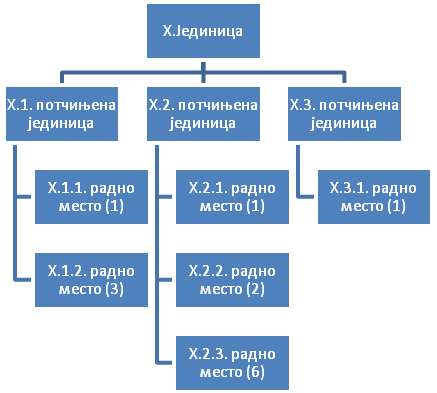 Х.Јединица
Х.1. потчињена
јединица
Х.2. потчињена
јединица
Х.3. потчињена
јединица
Х.1.1. радно
место (1)
Х.2.1. радно
место (1)
Х.3.1. радно
место (1)
Х.1.2. радно
место (3)
Х.2.2. радно
место (2)
Х.2.3. радно
место (6)